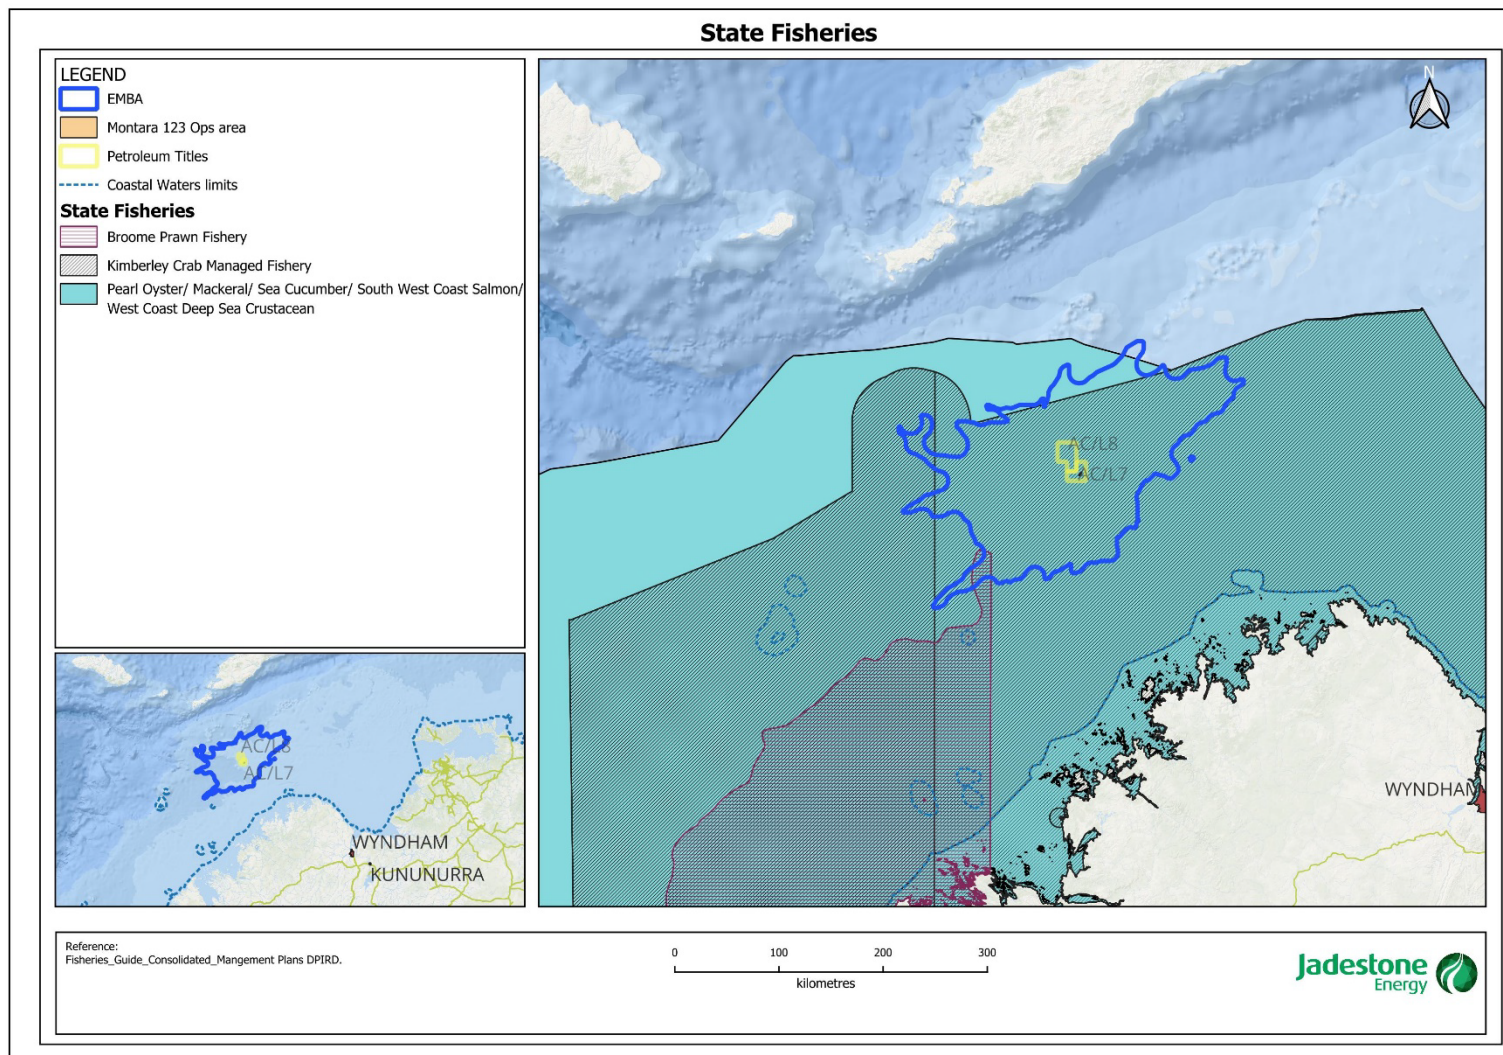 State Fisheries
LEGEND
EMBA
Montara 123 Ops area
Petroleum Titles
Coastal Waters limits
State Fisheries
Broome Prawn Fishery
Kimberley Crab Managed Fishery
Pearl Oyster/ Mackeral/ Sea Cucumber/ South West Coast Salmon/
West Coast Deep Sea Crustacean
N
AC/L8
AC/L7
WYNDHAM
AC/L8
AC/L7
WYNDHAM
KUNUNURRA
Reference:
Fisheries_Guide_Consolidated_Mangement Plans DPIRD.
0 100 200 300
kilometres
Jadestone
Energy